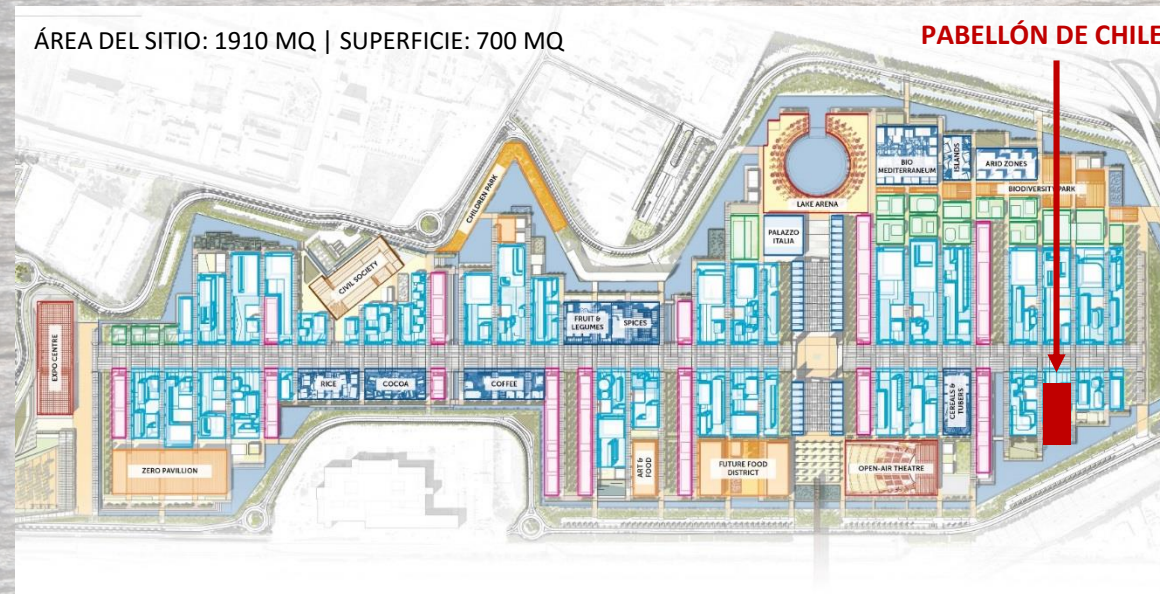 ÁREA DEL SITIO: 1910 MQ | SUPERFICIE: 700 MQ
PABELLÓN DE CHILE
CHILDREN PARK
LAKE ARENA
BIO
MEDITERRANEUM
ISLANDS
ARID ZONES
BIODIVERSITY PARK
PALAZZO
ITALIA
CIVIL SOCIETY
FRUIT &
LEGUMES
SPICES
EXPO CENTRE
RICE
COCOA
COFFEE
CEREALS &
TUBERS
ZERO PAVILLION
ART &
FOOD
FUTURE FOOD
DISTRICT
OPEN-AIR THEATRE